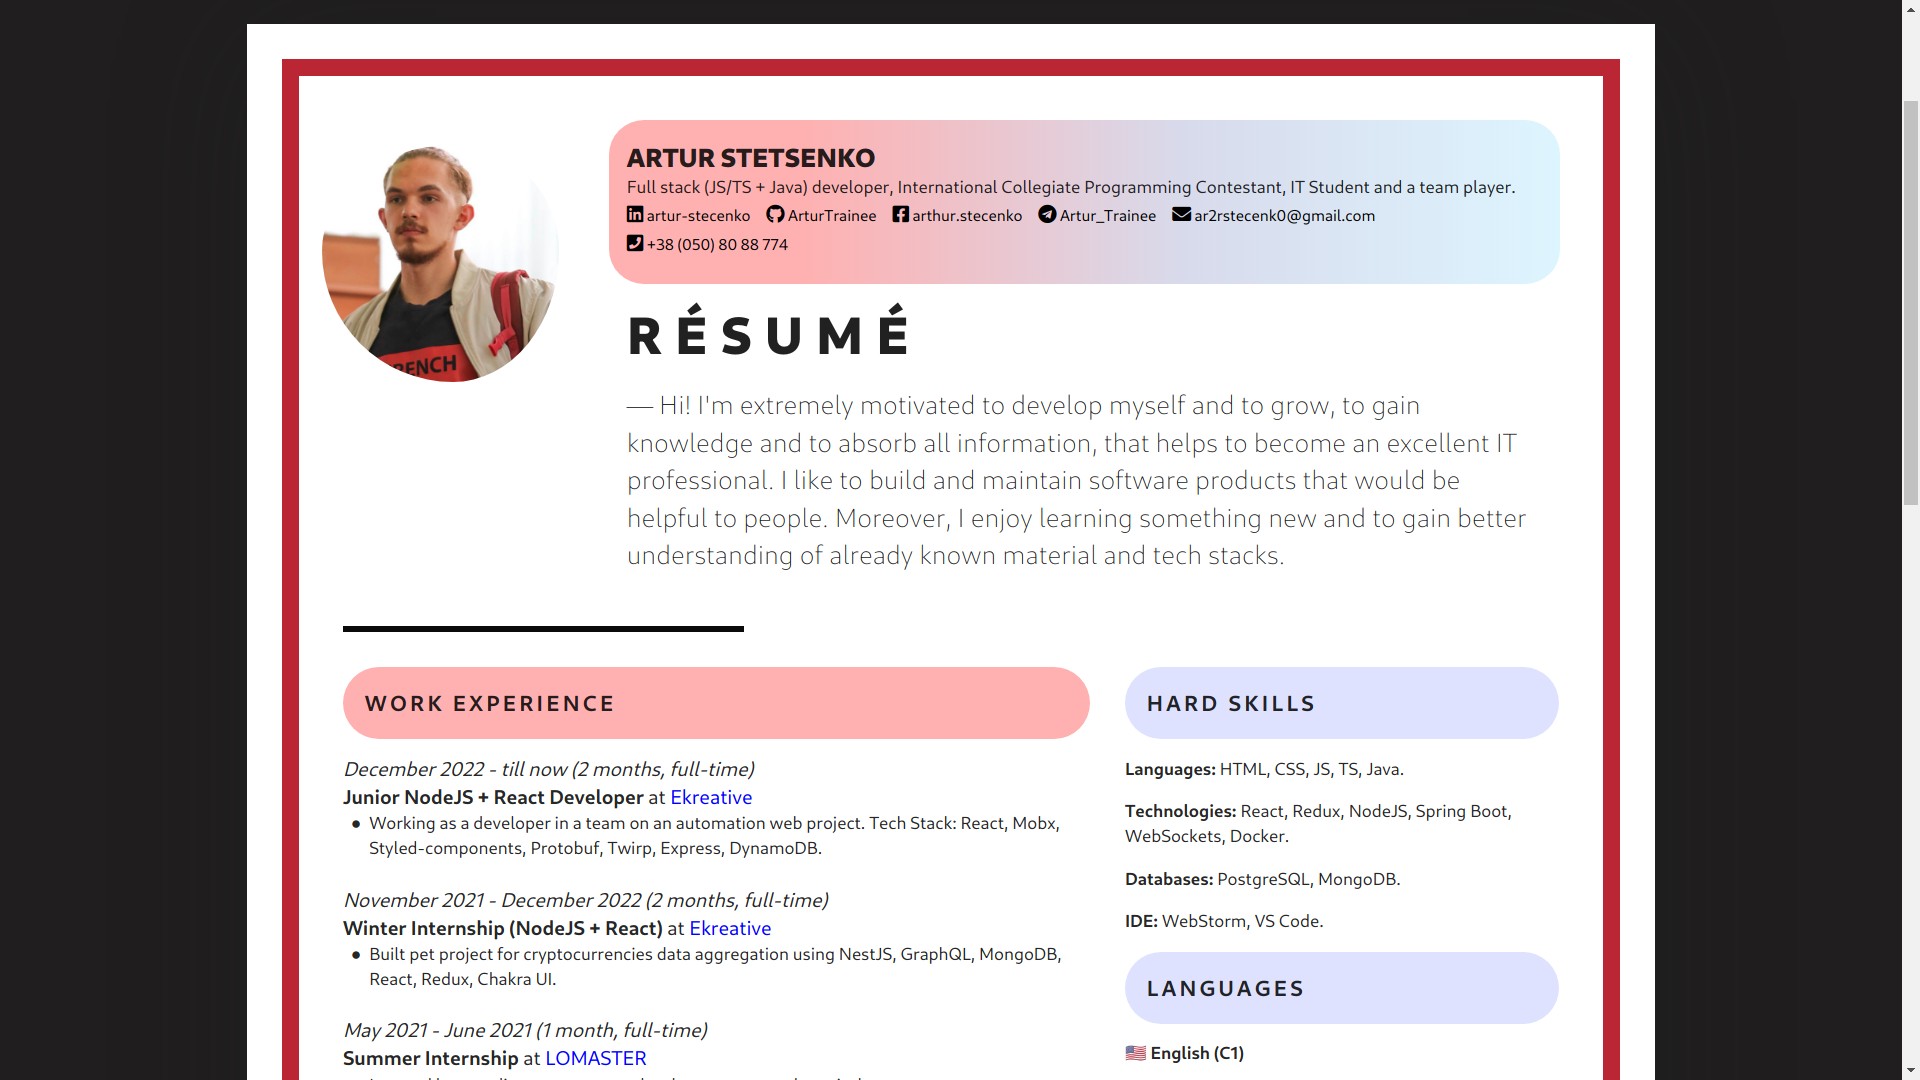 ARTUR STETSENKO
Full stack (JS/TS + Java) developer, International Collegiate Programming Contestant, IT Student and a team player.
artur-stecenko ArturTrainee arthur.stecenko Artur_Trainee ar2rstecenk0@gmail.com
+38 (050) 80 88 774
RÉSUMÉ
— Hi! I'm extremely motivated to develop myself and to grow, to gain
knowledge and to absorb all information, that helps to become an excellent IT
professional. I like to build and maintain software products that would be
helpful to people. Moreover, I enjoy learning something new and to gain better
understanding of already known material and tech stacks.
WORK EXPERIENCE
December 2022 - till now (2 months, full-time)
Junior NodeJS + React Developer at Ekreative
● Working as a developer in a team on an automation web project. Tech Stack: React, Mobx,
Styled-components, Protobuf, Twirp, Express, DynamoDB.
November 2021 - December 2022 (2 months, full-time)
Winter Internship (NodeJS + React) at Ekreative
● Built pet project for cryptocurrencies data aggregation using NestJS, GraphQL, MongoDB,
React, Redux, Chakra UI.
May 2021 - June 2021 (1 month, full-time)
Summer Internship at LOMASTER
HARD SKILLS
Languages: HTML, CSS, JS, TS, Java.
Technologies: React, Redux, NodeJS, Spring Boot,
WebSockets, Docker.
Databases: PostgreSQL, MongoDB.
IDE: WebStorm, VS Code.
LANGUAGES
🇺🇸 English (C1)